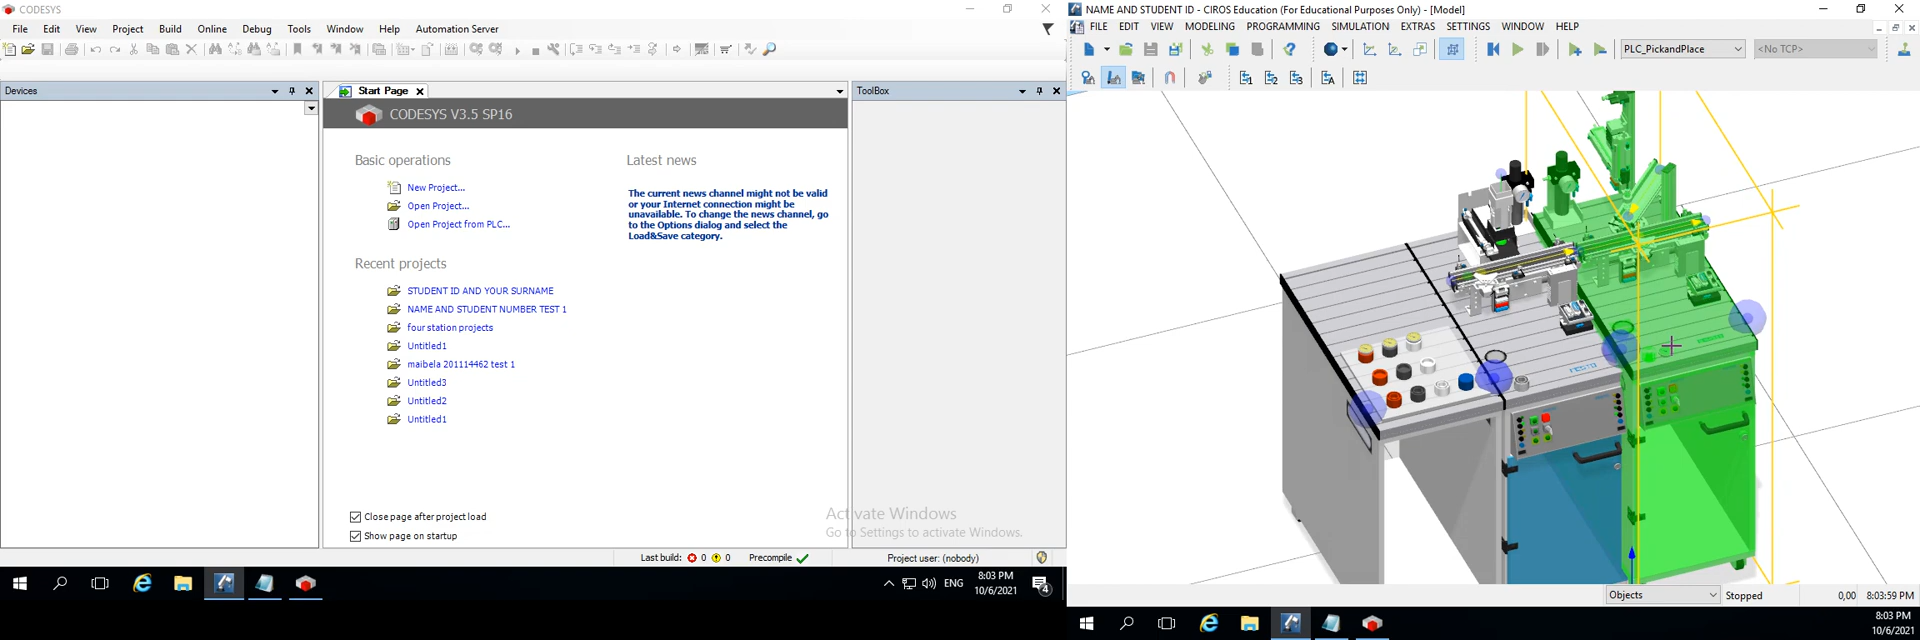 CODESYS
File Edit View Project Build Online Debug Tools Window Help Automation Server
Devices
Start Page
ToolBox
CODESYS V3.5 SP16
Basic operations
New Project...
Open Project...
Open Project from PLC...
Recent projects
STUDENT ID AND YOUR SURNAME
NAME AND STUDENT NUMBER TEST 1
four station projects
Untitled1
maibela 201114462 test 1
Untitled3
Untitled2
Untitled1
Latest news
The current news channel might not be valid
or your Internet connection might be
unavailable. To change the news channel, go
to the Options dialog and select the
Load&Save category.
Close page after project load
Show page on startup
Activate Windows
Go to Settings to activate Windows.
Last build: 0 0 Precompile Project user: (nobody)
ENG
8:03 PM
10/6/2021
4
NAME AND STUDENT ID - CIROS Education (For Educational Purposes Only) - [Model]
FILE EDIT VIEW MODELING PROGRAMMING SIMULATION EXTRAS SETTINGS WINDOW HELP
PLC_PickandPlace
<No TCP>
1 2 3 A
Objects Stopped 0,00 8:03:59 PM
8:03 PM
10/6/2021